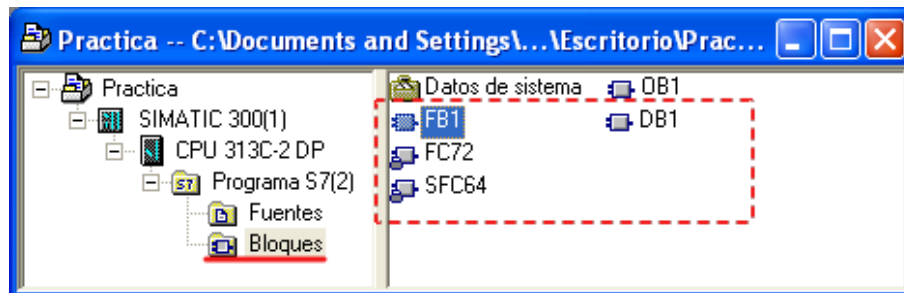 Practica -- C:\Documents and Settings\...\Escritorio\Prac...
Practica
SIMATIC 300(1)
CPU 313C-2 DP
S7 Programa S7(2)
Fuentes
Bloques
Datos de sistema OB1
FB1 DB1
FC72
SFC64